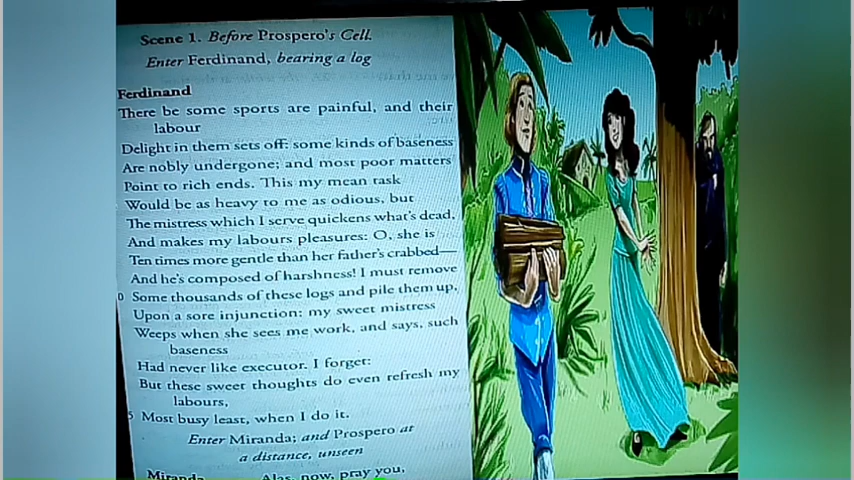 Scene 1. Before Prospero's Cell.
Enter Ferdinand, bearing a log
Ferdinand
There be some sports are painful, and their
labour
Delight in them sets off: some kinds of baseness
Are nobly undergone; and most poor matters
Point to rich ends. This my mean task
Would be as heavy to me as odious, but
The mistress which I serve quickens what's dead,
And makes my labours pleasures: O, she is
Ten times more gentle than her father's crabbed—
And he's composed of harshness! I must remove
0 Some thousands of these logs and pile them up,
Upon a sore injunction: my sweet mistress
Weeps when she sees me work, and says, such
baseness
Had never like executor. I forget:
But these sweet thoughts do even refresh my
labours,
5 Most busy least, when I do it.
Enter Miranda; and Prospero at
a distance, unseen
Miranda Alas, now, pray you,